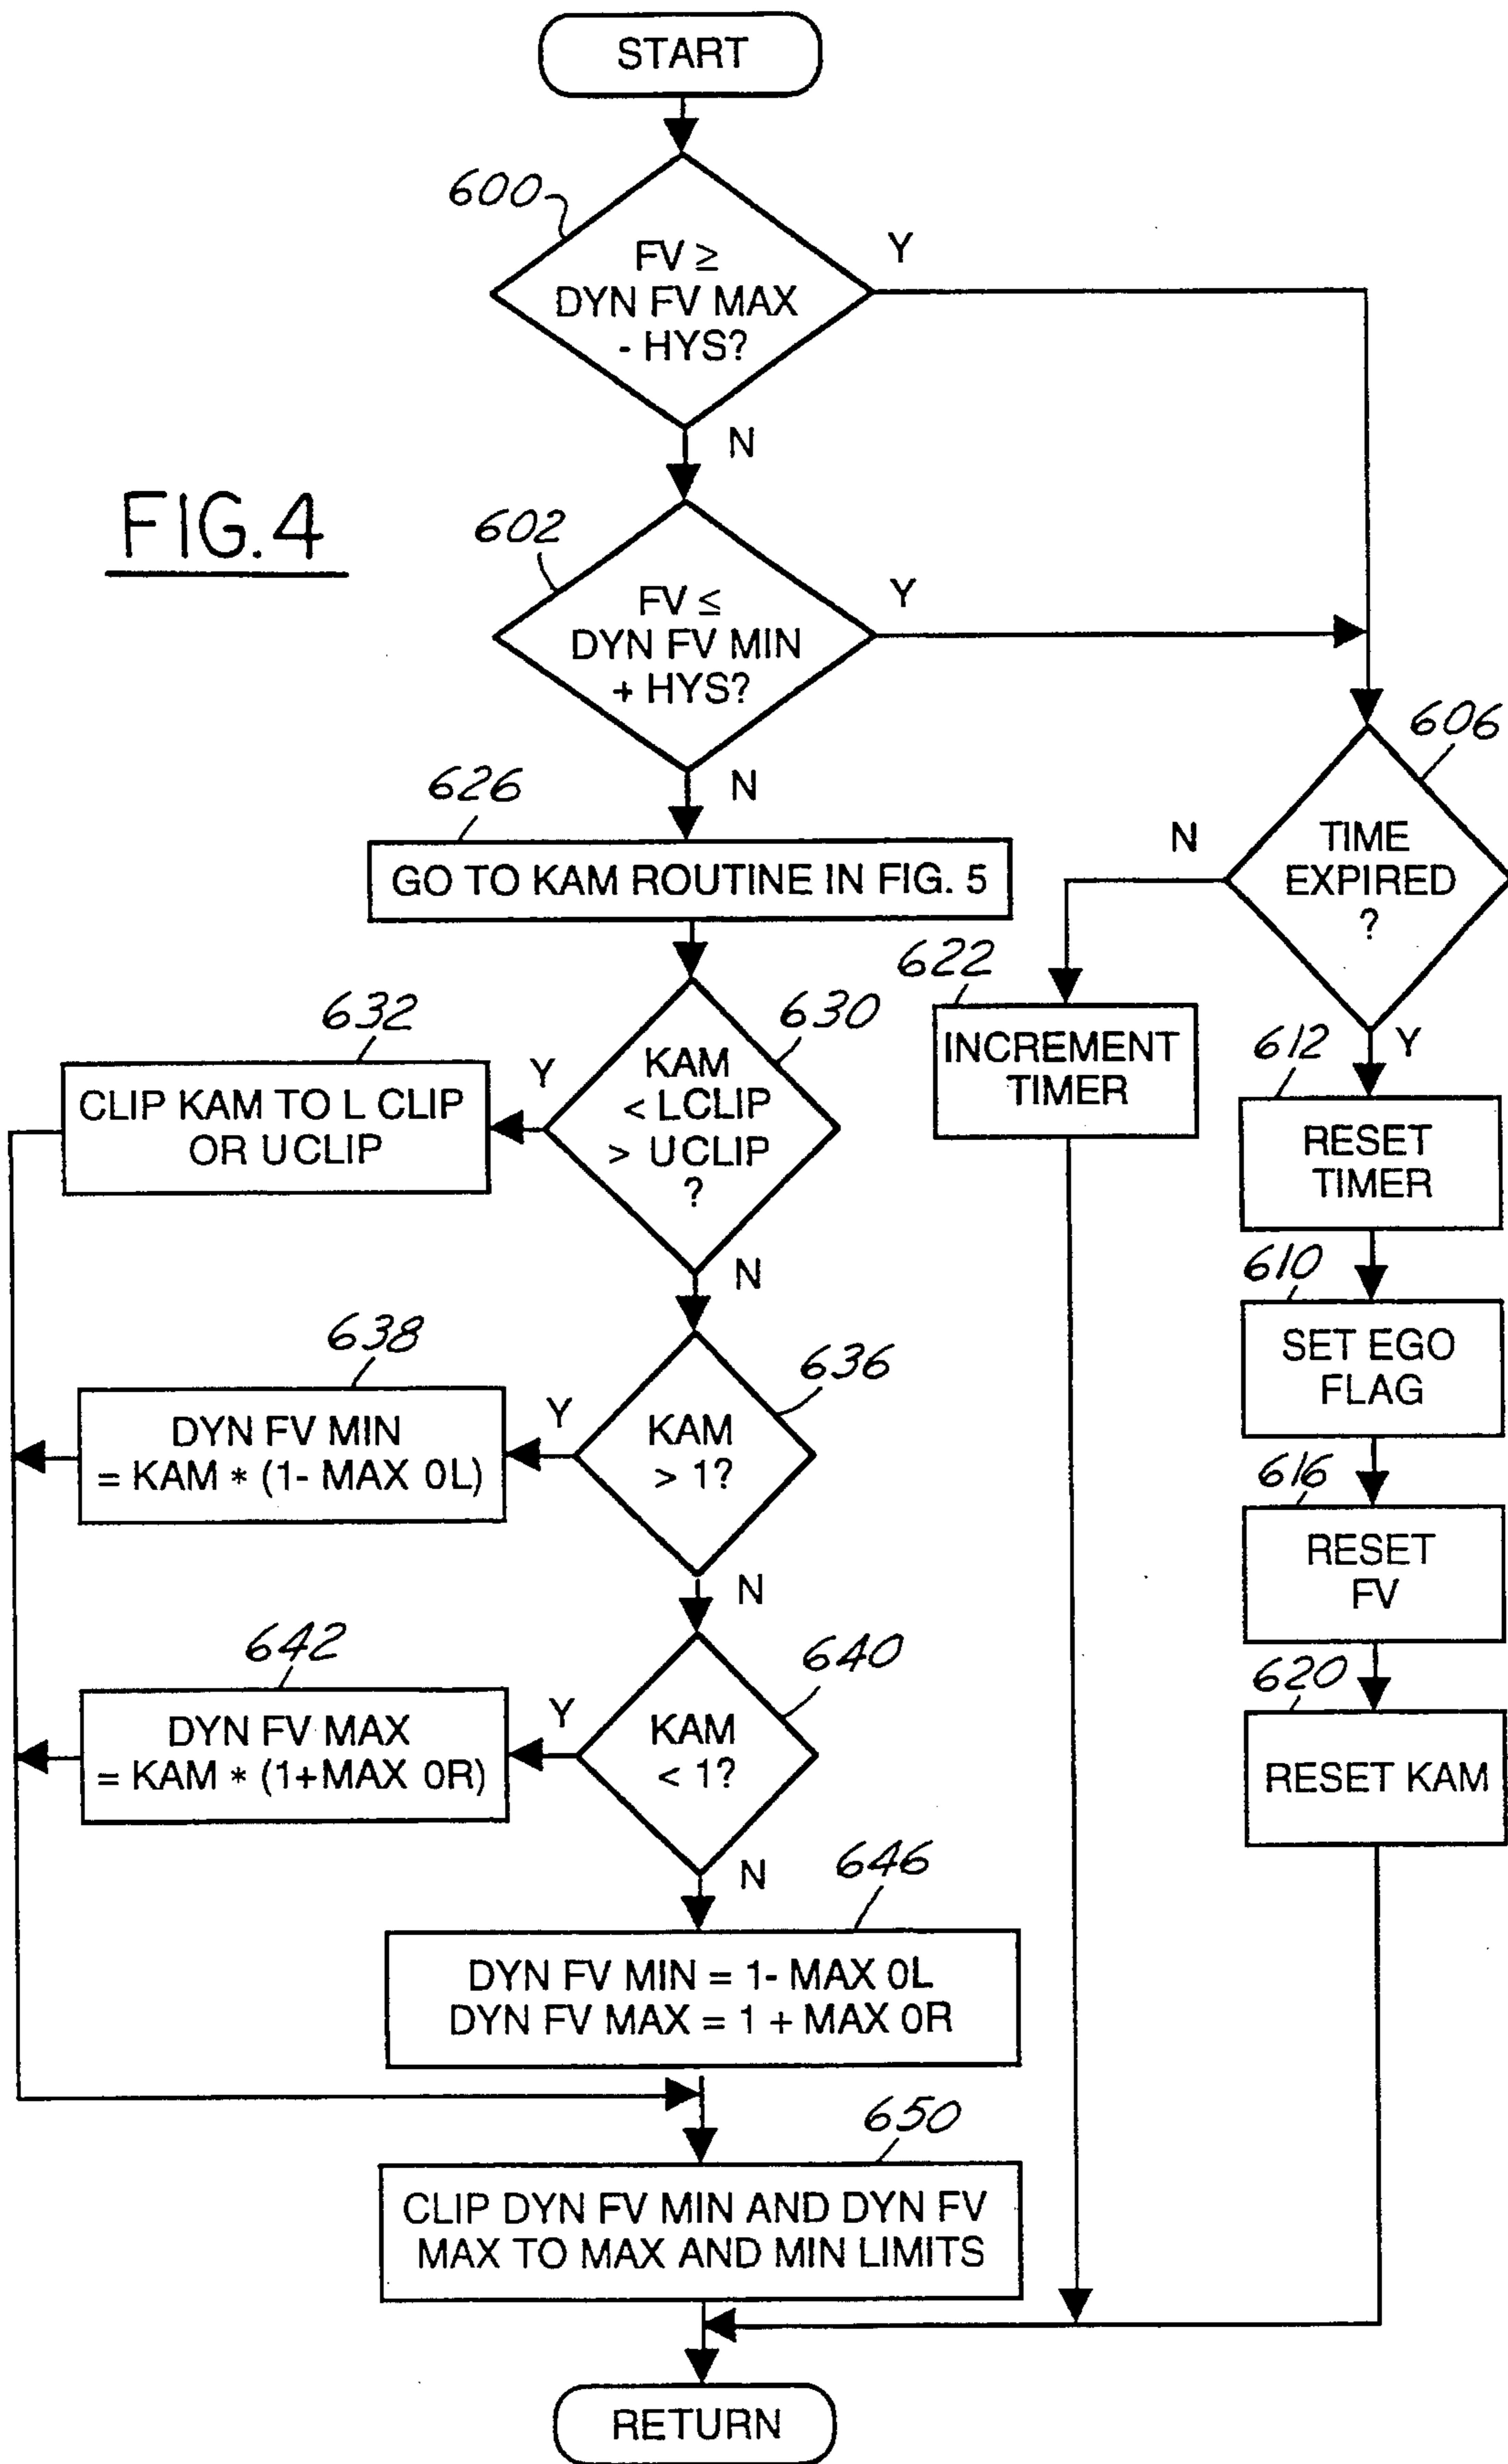 START
600
FV ≥
DYN FV MAX
- HYS?
Y
N
FIG.4
602
FV ≤
DYN FV MIN
+ HYS?
Y
N
606
TIME
EXPIRED
?
N
Y
626
GO TO KAM ROUTINE IN FIG. 5
622
INCREMENT
TIMER
612
RESET
TIMER
630
KAM
< LCLIP
> UCLIP
?
Y
N
632
CLIP KAM TO L CLIP
OR UCLIP
610
SET EGO
FLAG
638
DYN FV MIN
= KAM * (1- MAX 0L)
636
KAM
> 1?
Y
N
616
RESET
FV
642
DYN FV MAX
= KAM * (1+MAX 0R)
640
KAM
< 1?
Y
N
620
RESET KAM
646
DYN FV MIN = 1- MAX 0L
DYN FV MAX = 1 + MAX 0R
650
CLIP DYN FV MIN AND DYN FV
MAX TO MAX AND MIN LIMITS
RETURN